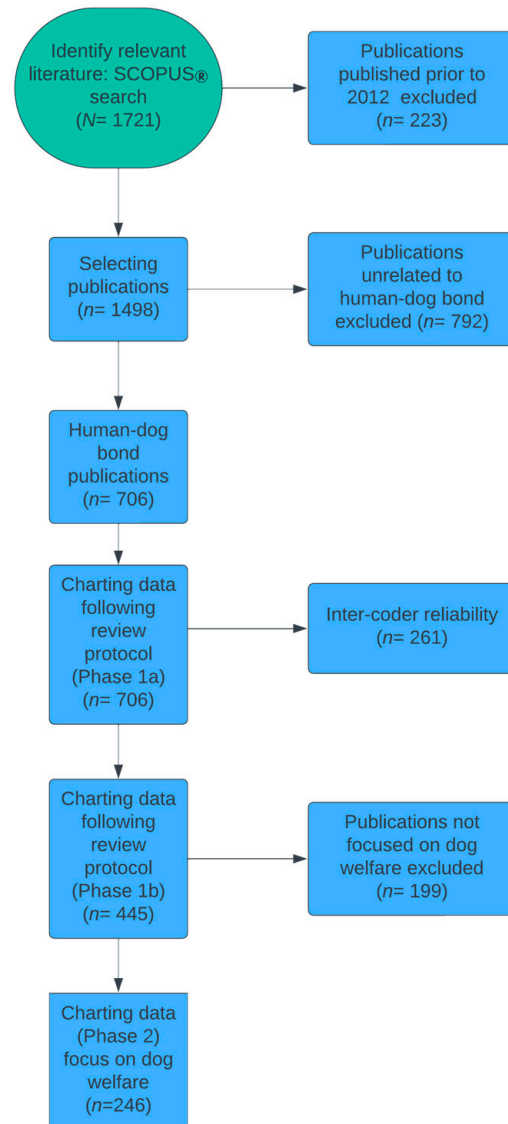 Identify relevant
literature: SCOPUS®
search
(N= 1721)
Publications
published prior to
2012 excluded
(n= 223)
Selecting
publications
(n= 1498)
Publications
unrelated to
human-dog bond
excluded (n= 792)
Human-dog
bond
publications
(n= 706)
Charting data
following
review
protocol
(Phase 1a)
(n= 706)
Inter-coder reliability
(n= 261)
Charting data
following
review
protocol
(Phase 1b)
(n= 445)
Publications not
focused on dog
welfare excluded
(n= 199)
Charting data
(Phase 2)
focus on dog
welfare
(n=246)